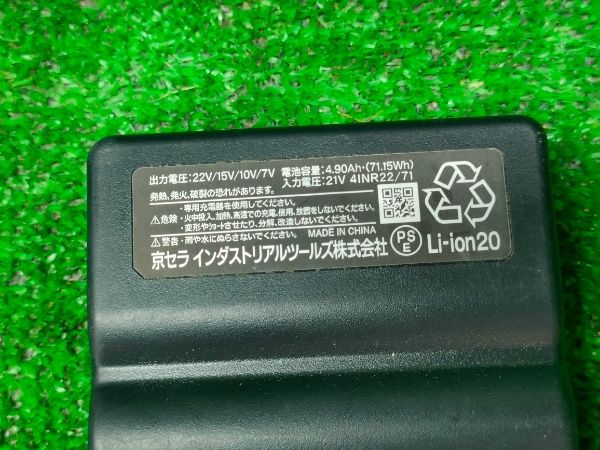 出力電圧:22V/15V/10V/7V 電池容量:4.90Ah・(71.15Wh)
発熱、発火、破裂の恐れがあります。 入力電圧:21V 4INR22/71
⚠危険 ・専用充電器を使用してください。
・火中投入、加熱、高温での充電、使用、放置をしないでください。
・変形やショートさせたり、分解、改造しないでください。
⚠警告 ・雨や水にぬらさないでください。 MADE IN CHINA
京セラ インダストリアルツールズ株式会社 PSE Li-ion20